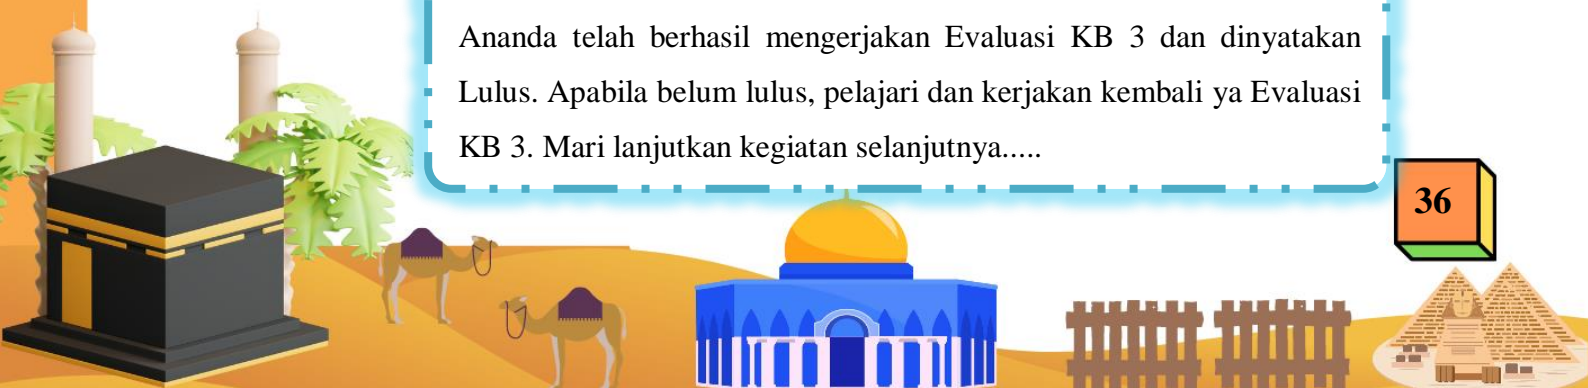 Ananda telah berhasil mengerjakan Evaluasi KB 3 dan dinyatakan
Lulus. Apabila belum lulus, pelajari dan kerjakan kembali ya Evaluasi
KB 3. Mari lanjutkan kegiatan selanjutnya.....
36